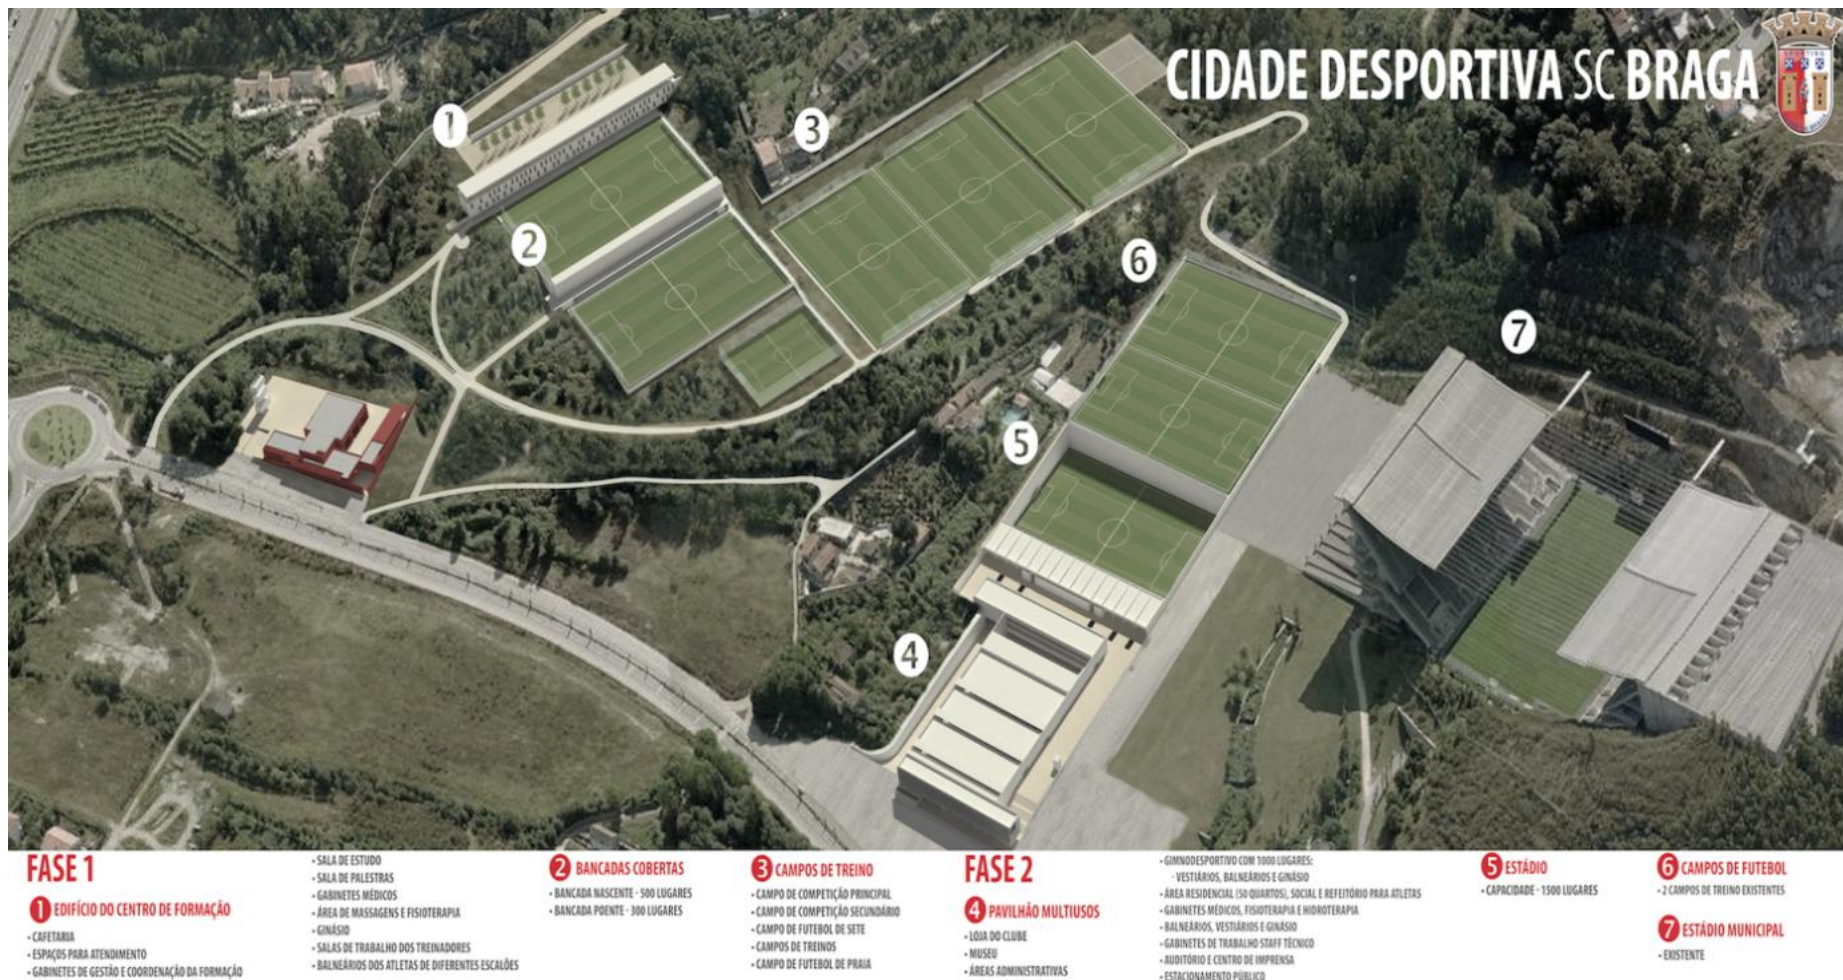 CIDADE DESPORTIVA SC BRAGA
1
2
3
4
5
6
7
FASE 1
1 EDIFÍCIO DO CENTRO DE FORMAÇÃO
• CAFETARIA
• ESPAÇOS PARA ATENDIMENTO
• GABINETES DE GESTÃO E COORDENAÇÃO DA FORMAÇÃO
• SALA DE ESTUDO
• SALA DE PALESTRAS
• GABINETES MÉDICOS
• ÁREA DE MASSAGENS E FISIOTERAPIA
• GINÁSIO
• SALAS DE TRABALHO DOS TREINADORES
• BALNEÁRIOS DOS ATLETAS DE DIFERENTES ESCALÕES
2 BANCADAS COBERTAS
• BANCADA NASCENTE - 500 LUGARES
• BANCADA POENTE - 300 LUGARES
3 CAMPOS DE TREINO
• CAMPO DE COMPETIÇÃO PRINCIPAL
• CAMPO DE COMPETIÇÃO SECUNDÁRIO
• CAMPO DE FUTEBOL DE SETE
• CAMPOS DE TREINOS
• CAMPO DE FUTEBOL DE PRAIA
FASE 2
4 PAVILHÃO MULTIUSOS
• LOJA DO CLUBE
• MUSEU
• ÁREAS ADMINISTRATIVAS
• GIMNODESPORTIVO COM 1000 LUGARES:
- VESTIÁRIOS, BALNEÁRIOS E GINÁSIO
• ÁREA RESIDENCIAL (50 QUARTOS), SOCIAL E REFEITÓRIO PARA ATLETAS
• GABINETES MÉDICOS, FISIOTERAPIA E HIDROTERAPIA
• BALNEÁRIOS, VESTIÁRIOS E GINÁSIO
• GABINETES DE TRABALHO STAFF TÉCNICO
• AUDITÓRIO E CENTRO DE IMPRENSA
• ESTACIONAMENTO PÚBLICO
5 ESTÁDIO
• CAPACIDADE - 1500 LUGARES
6 CAMPOS DE FUTEBOL
• 2 CAMPOS DE TREINO EXISTENTES
7 ESTÁDIO MUNICIPAL
• EXISTENTE